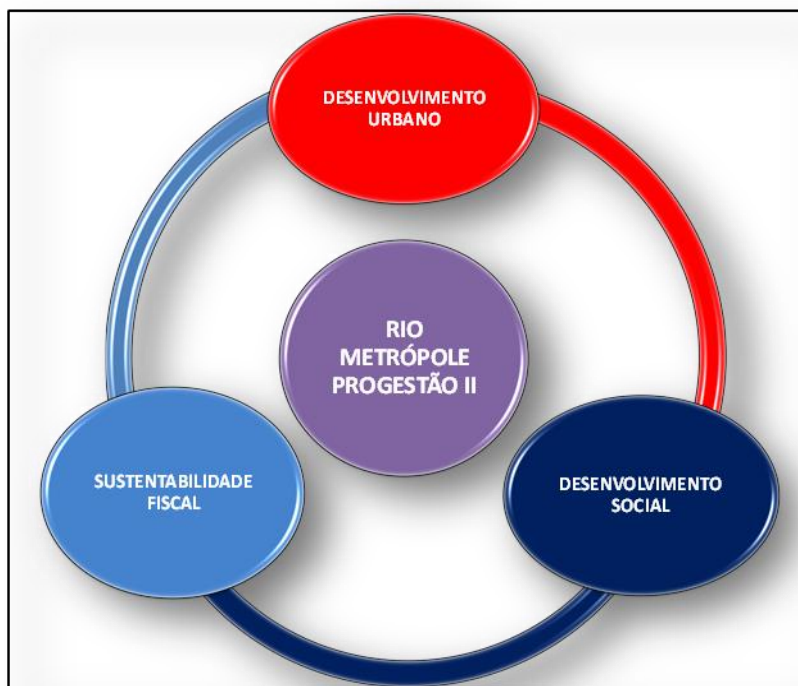 DESENVOLVIMENTO
URBANO
RIO
METRÓPOLE
PROGESTÃO II
SUSTENTABILIDADE
FISCAL
DESENVOLVIMENTO
SOCIAL